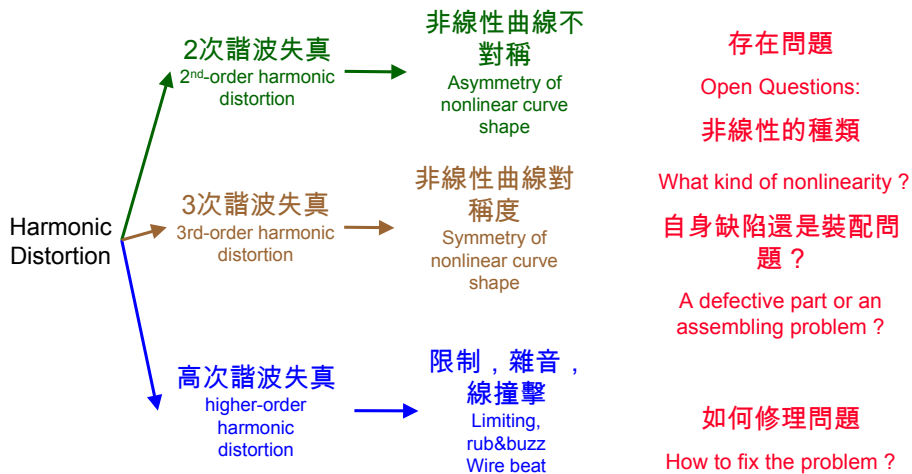 Harmonic
Distortion
2次諧波失真
2nd-order harmonic
distortion
非線性曲線不
對稱
Asymmetry of
nonlinear curve
shape
3次諧波失真
3rd-order harmonic
distortion
非線性曲線對
稱度
Symmetry of
nonlinear curve
shape
高次諧波失真
higher-order
harmonic
distortion
限制，雜音，
線撞擊
Limiting,
rub&buzz
Wire beat
存在問題
Open Questions:
非線性的種類
What kind of nonlinearity ?
自身缺陷還是裝配問
題？
A defective part or an
assembling problem ?
如何修理問題
How to fix the problem ?